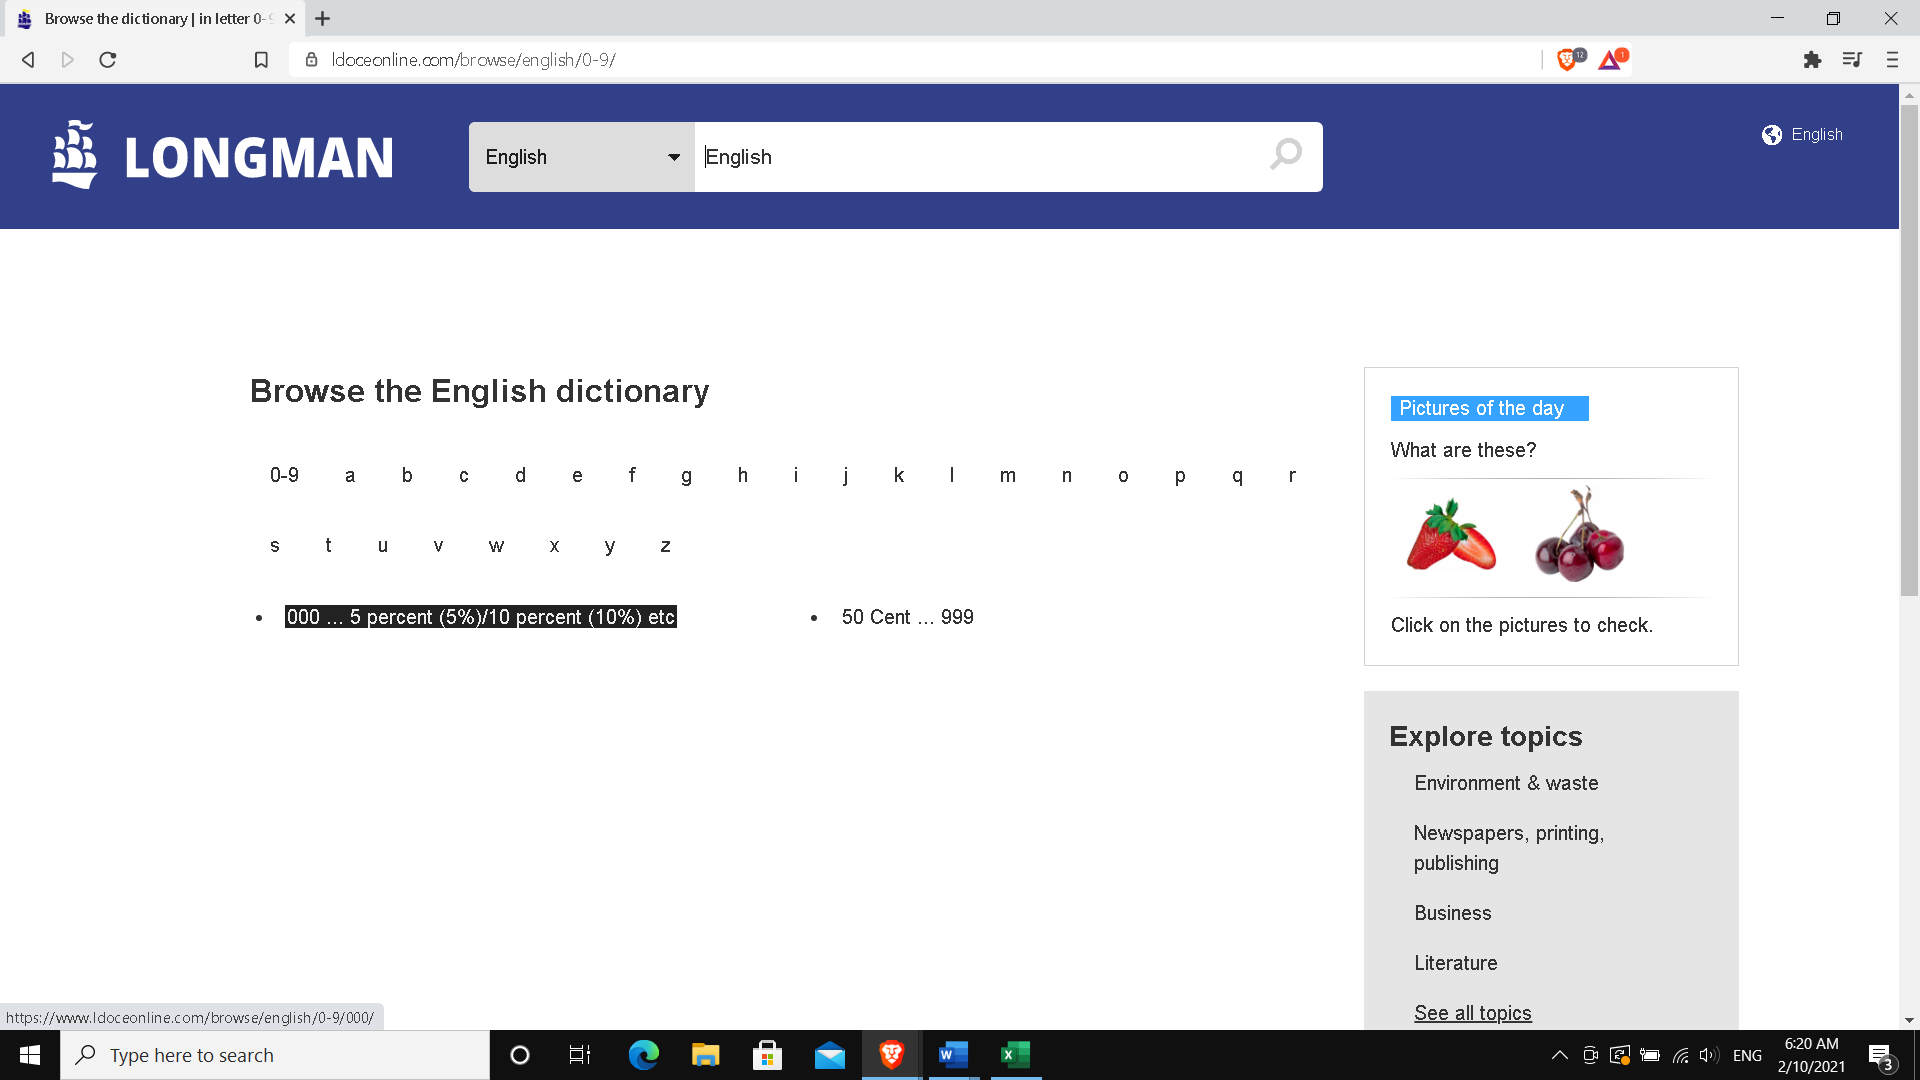 Browse the dictionary | in letter 0-9
ldoceonline.com/browse/english/0-9/
12
1
LONGMAN
English
English
English
Browse the English dictionary
0-9 a b c d e f g h i j k l m n o p q r
s t u v w x y z
000 ... 5 percent (5%)/10 percent (10%) etc
50 Cent ... 999
Pictures of the day
What are these?
Click on the pictures to check.
Explore topics
Environment & waste
Newspapers, printing,
publishing
Business
Literature
See all topics
https://www.ldoceonline.com/browse/english/0-9/000/
Type here to search
ENG
6:20 AM
2/10/2021
3